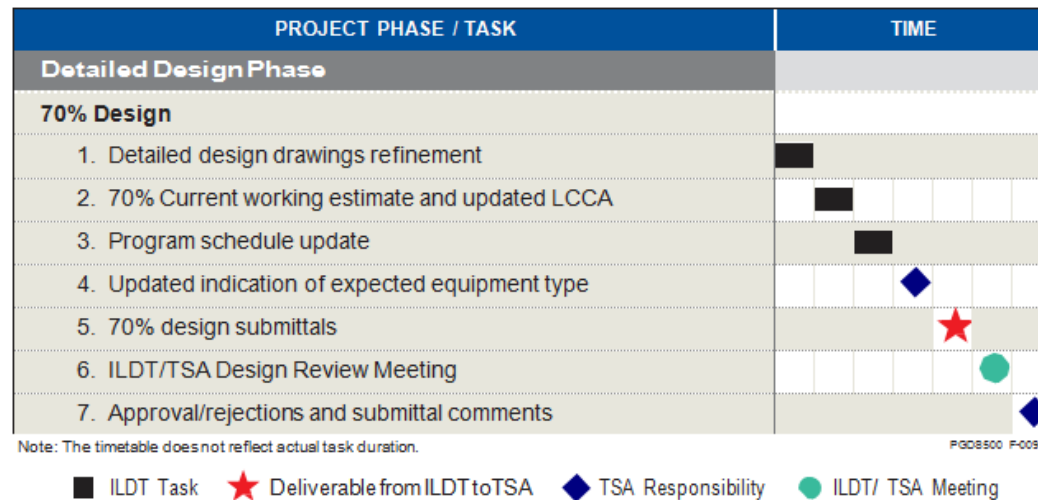 PROJECT PHASE / TASK TIME
Detailed Design Phase
70% Design
1. Detailed design drawings refinement
2. 70% Current working estimate and updated LCCA
3. Program schedule update
4. Updated indication of expected equipment type
5. 70% design submittals
6. ILDT/TSA Design Review Meeting
7. Approval/rejections and submittal comments
Note: The timetable does not reflect actual task duration. PGD8500 F-009
ILDT Task Deliverable from ILDT to TSA TSA Responsibility ILDT/ TSA Meeting